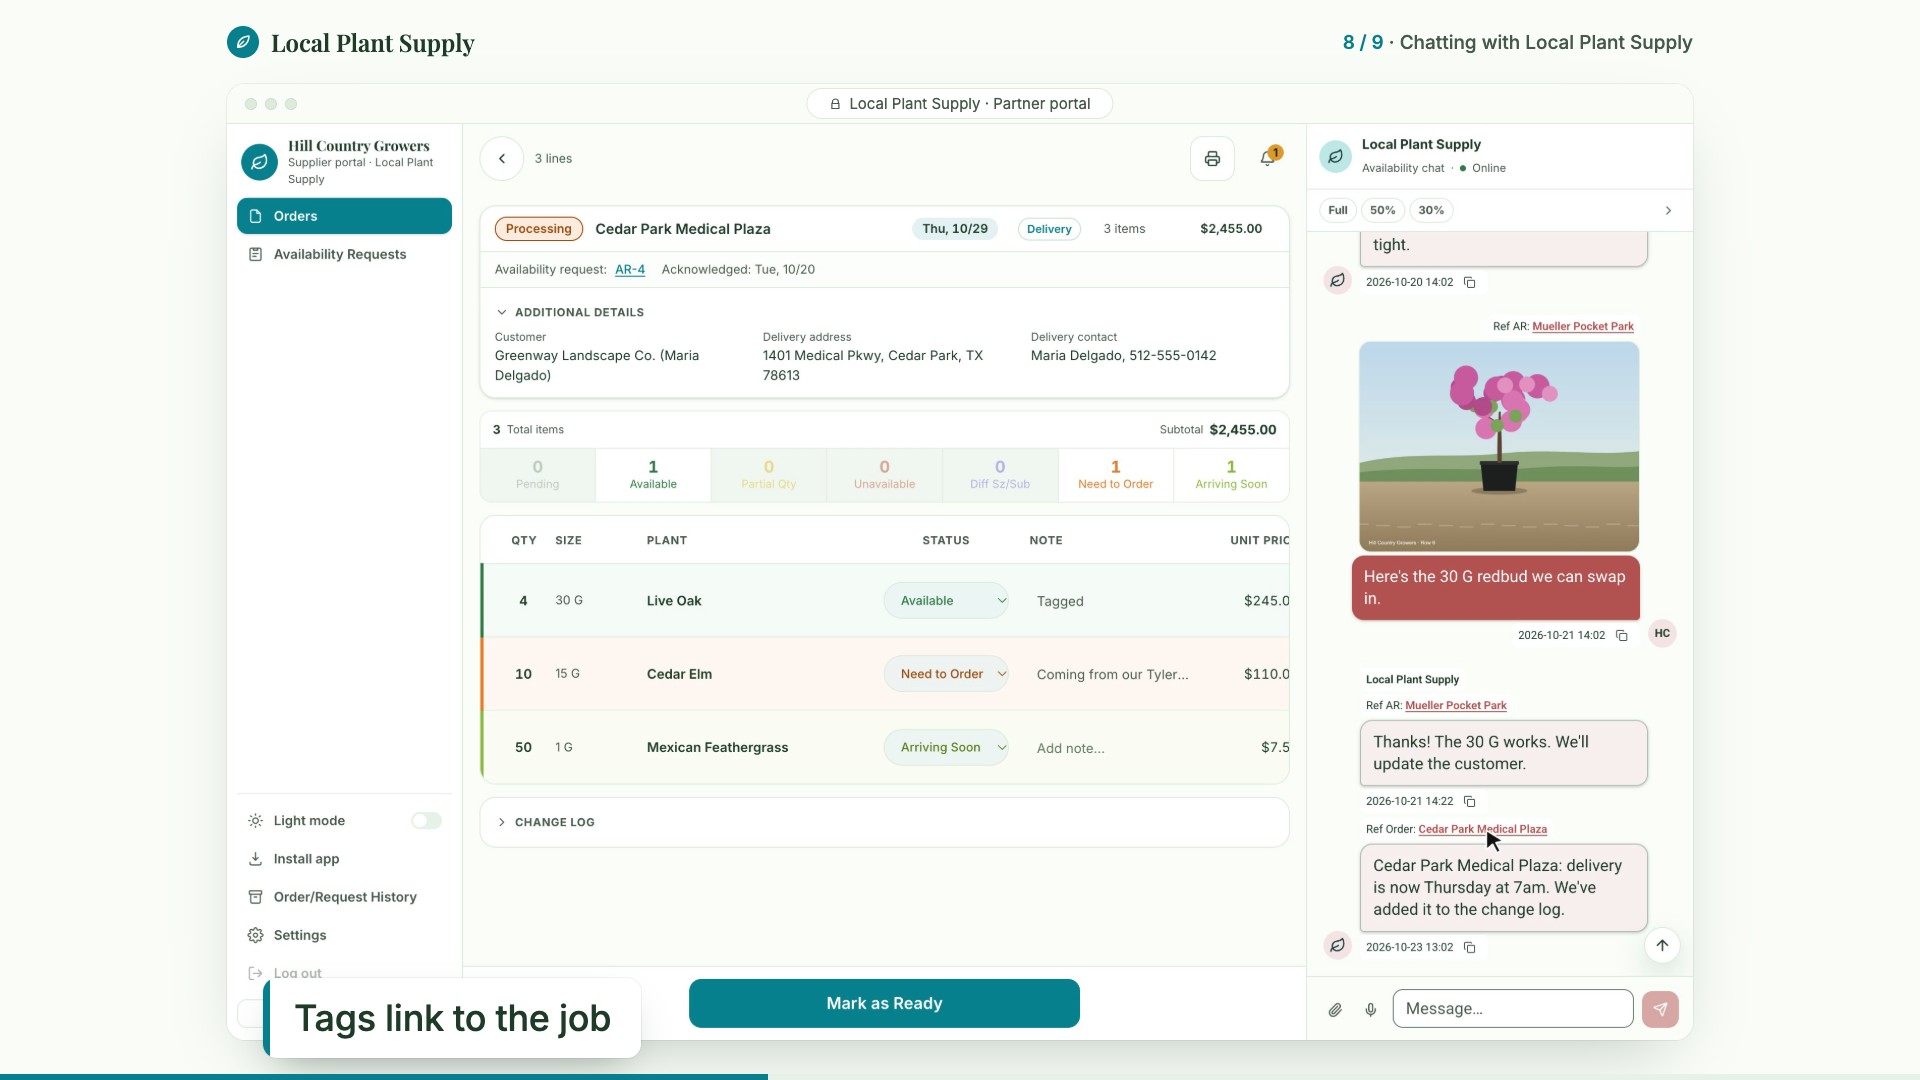 Local Plant Supply
8 / 9 · Chatting with Local Plant Supply
Local Plant Supply · Partner portal
Hill Country Growers
Supplier portal · Local Plant
Supply
Orders
Availability Requests
Light mode
Install app
Order/Request History
Settings
Log out
3 lines
1
Processing
Cedar Park Medical Plaza
Thu, 10/29
Delivery
3 items
$2,455.00
Availability request: AR-4 Acknowledged: Tue, 10/20
ADDITIONAL DETAILS
Customer
Greenway Landscape Co. (Maria
Delgado)
Delivery address
1401 Medical Pkwy, Cedar Park, TX
78613
Delivery contact
Maria Delgado, 512-555-0142
3 Total items
Subtotal $2,455.00
0
Pending
1
Available
0
Partial Qty
0
Unavailable
0
Diff Sz/Sub
1
Need to Order
1
Arriving Soon
QTY SIZE PLANT STATUS NOTE UNIT PRIC
4 30 G Live Oak Available Tagged $245.0
10 15 G Cedar Elm Need to Order Coming from our Tyler... $110.0
50 1 G Mexican Feathergrass Arriving Soon Add note... $7.5
CHANGE LOG
Mark as Ready
Local Plant Supply
Availability chat · Online
Full 50% 30%
tight.
2026-10-20 14:02
Ref AR: Mueller Pocket Park
Hill Country Growers · Row 6
Here's the 30 G redbud we can swap
in.
2026-10-21 14:02
HC
Local Plant Supply
Ref AR: Mueller Pocket Park
Thanks! The 30 G works. We'll
update the customer.
2026-10-21 14:22
Ref Order: Cedar Park Medical Plaza
Cedar Park Medical Plaza: delivery
is now Thursday at 7am. We've
added it to the change log.
2026-10-23 13:02
Message...
Tags link to the job